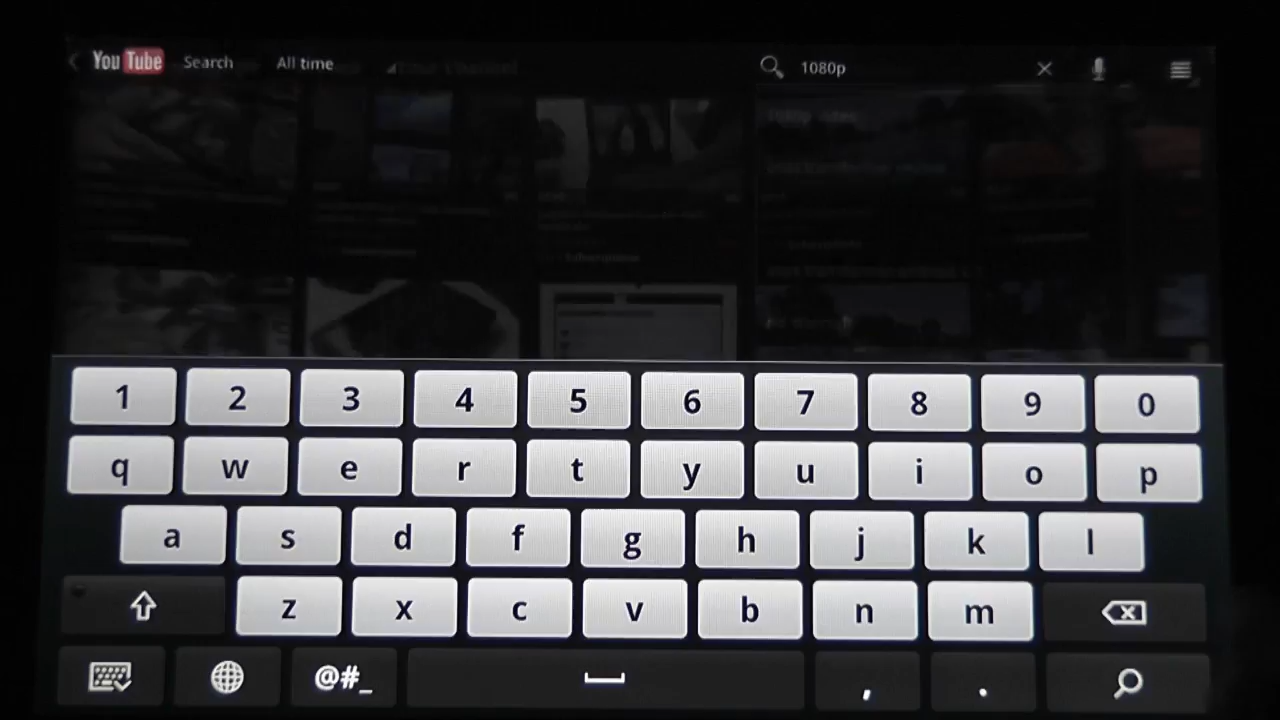 YouTube Search All time 1080p
1 2 3 4 5 6 7 8 9 0
q w e r t y u i o p
a s d f g h j k l
z x c v b n m
@#_ , .